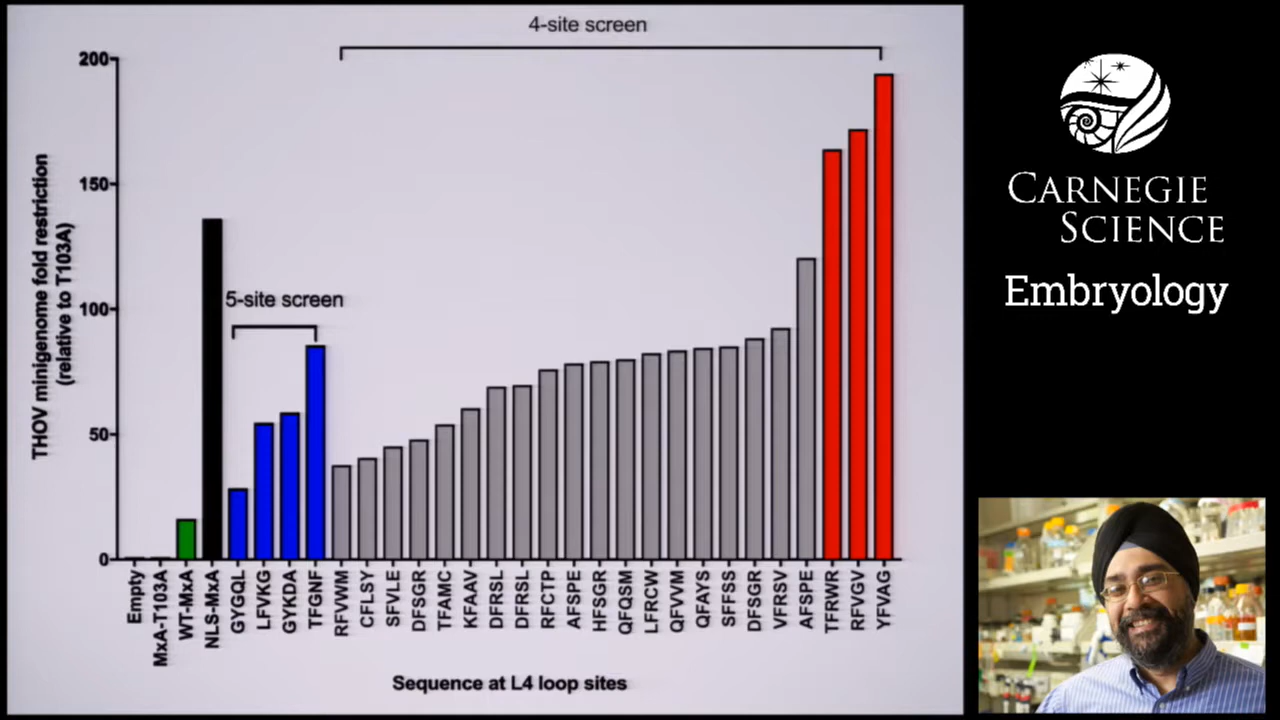 4-site screen
200
150
100
50
0
THOV minigenome fold restriction
(relative to T103A)
5-site screen
Empty
MxA-T103A
WT-MxA
NLS-MxA
GYGQL
LFVKG
GYKDA
TFGNF
RFVWM
CFLSY
SFVLE
DFSGR
TFAMC
KFAAV
DFRSL
DFRSL
RFCTP
AFSPE
HFSGR
QFQSM
LFRCW
QFVVM
QFAYS
SFFSS
DFSGR
VFRSV
AFSPE
TFRWR
RFVGV
YFVAG
Sequence at L4 loop sites
CARNEGIE
SCIENCE
Embryology